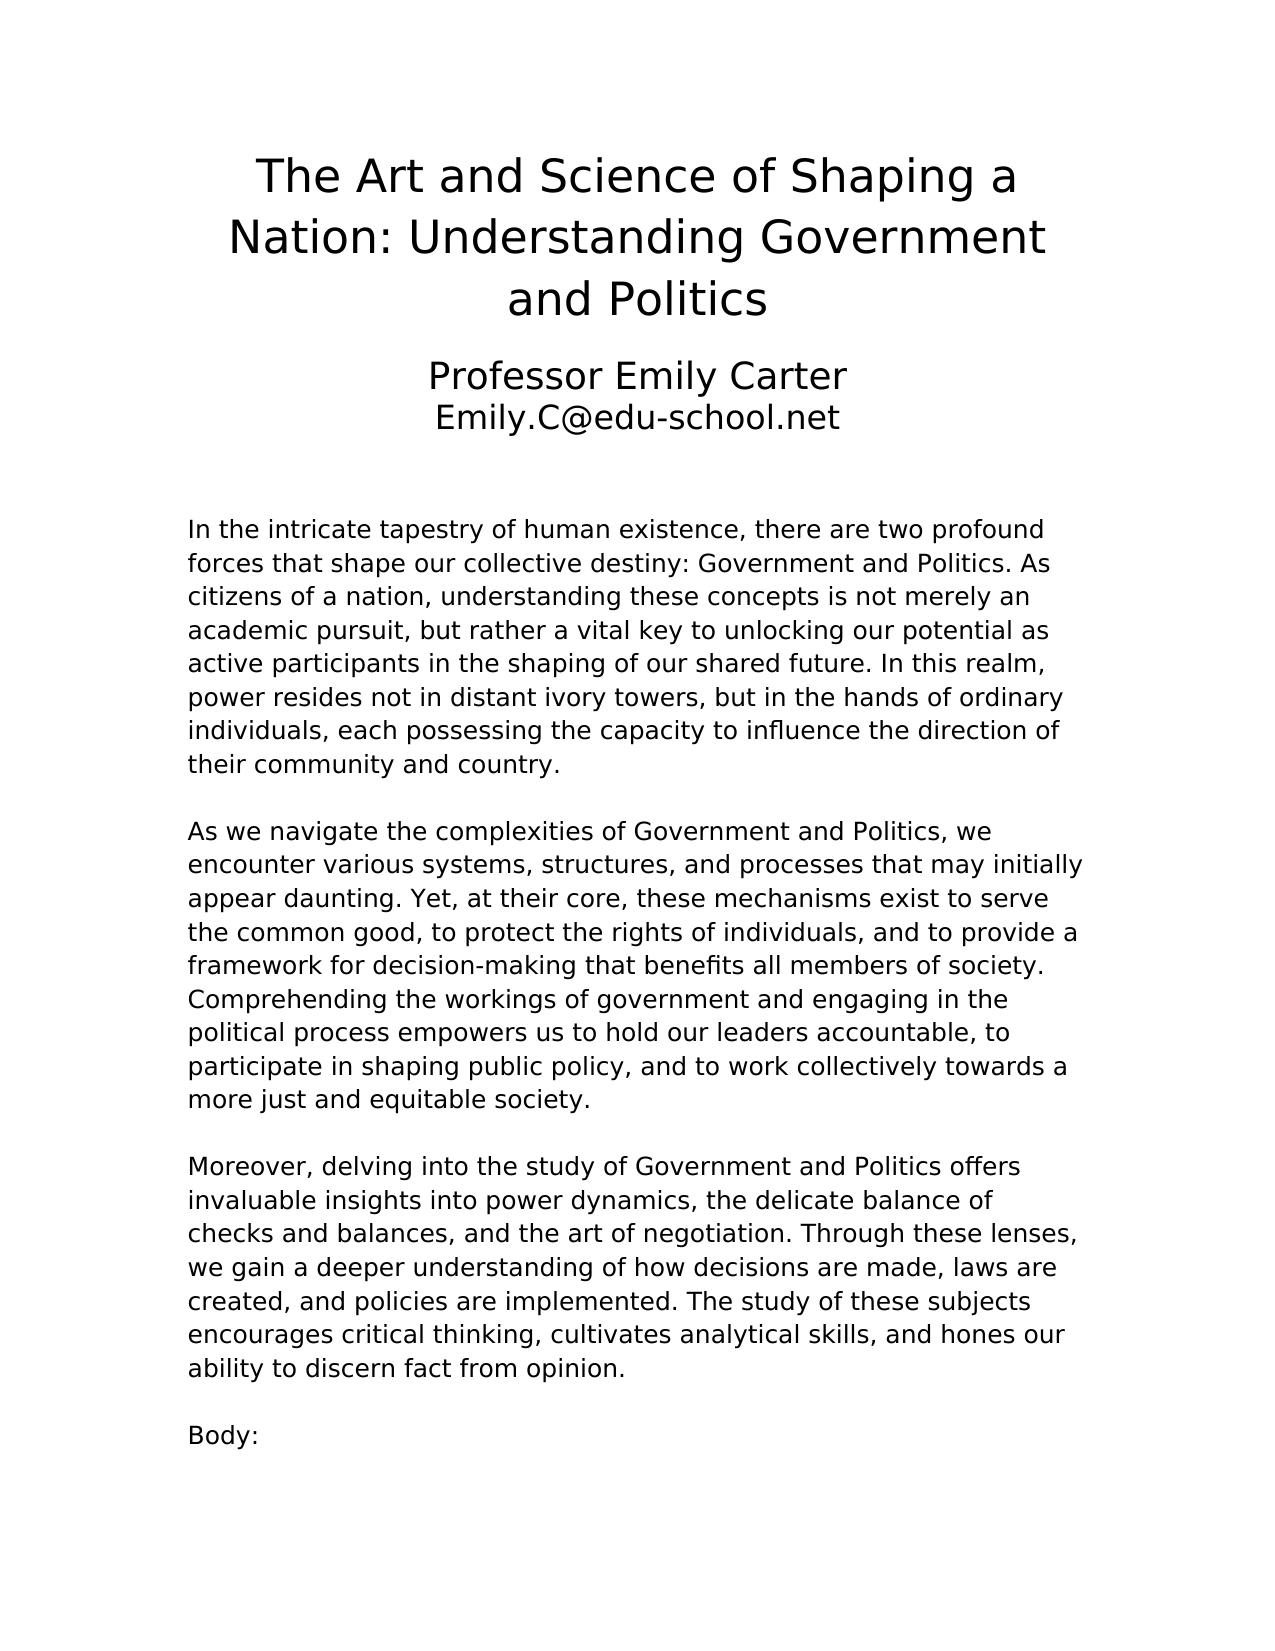 The Art and Science of Shaping a
Nation: Understanding Government
and Politics
Professor Emily Carter
Emily.C@edu-school.net
In the intricate tapestry of human existence, there are two profound
forces that shape our collective destiny: Government and Politics. As
citizens of a nation, understanding these concepts is not merely an
academic pursuit, but rather a vital key to unlocking our potential as
active participants in the shaping of our shared future. In this realm,
power resides not in distant ivory towers, but in the hands of ordinary
individuals, each possessing the capacity to influence the direction of
their community and country.
As we navigate the complexities of Government and Politics, we
encounter various systems, structures, and processes that may initially
appear daunting. Yet, at their core, these mechanisms exist to serve
the common good, to protect the rights of individuals, and to provide a
framework for decision-making that benefits all members of society.
Comprehending the workings of government and engaging in the
political process empowers us to hold our leaders accountable, to
participate in shaping public policy, and to work collectively towards a
more just and equitable society.
Moreover, delving into the study of Government and Politics offers
invaluable insights into power dynamics, the delicate balance of
checks and balances, and the art of negotiation. Through these lenses,
we gain a deeper understanding of how decisions are made, laws are
created, and policies are implemented. The study of these subjects
encourages critical thinking, cultivates analytical skills, and hones our
ability to discern fact from opinion.
Body: